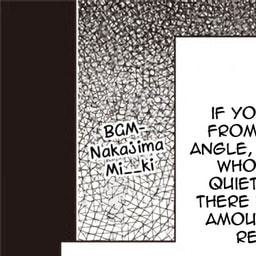 BGM-
Nakajima
Mi__ki
IF YO
FROM
ANGLE,
WHO
QUIET
THERE
AMOU
RE